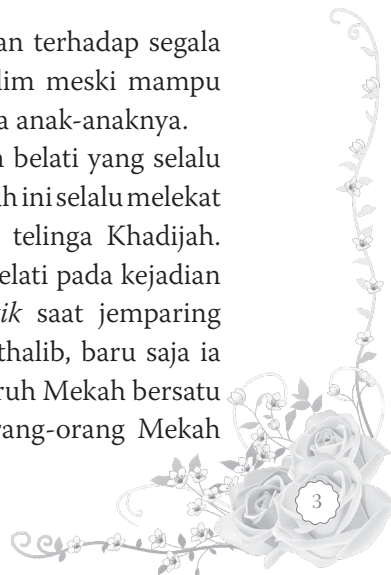 an terhadap segala
lim meski mampu
a anak-anaknya.
n belati yang selalu
h ini selalu melekat
telinga Khadijah.
elati pada kejadian
ik saat jemparing
thalib, baru saja ia
ruh Mekah bersatu
rang-orang Mekah
3